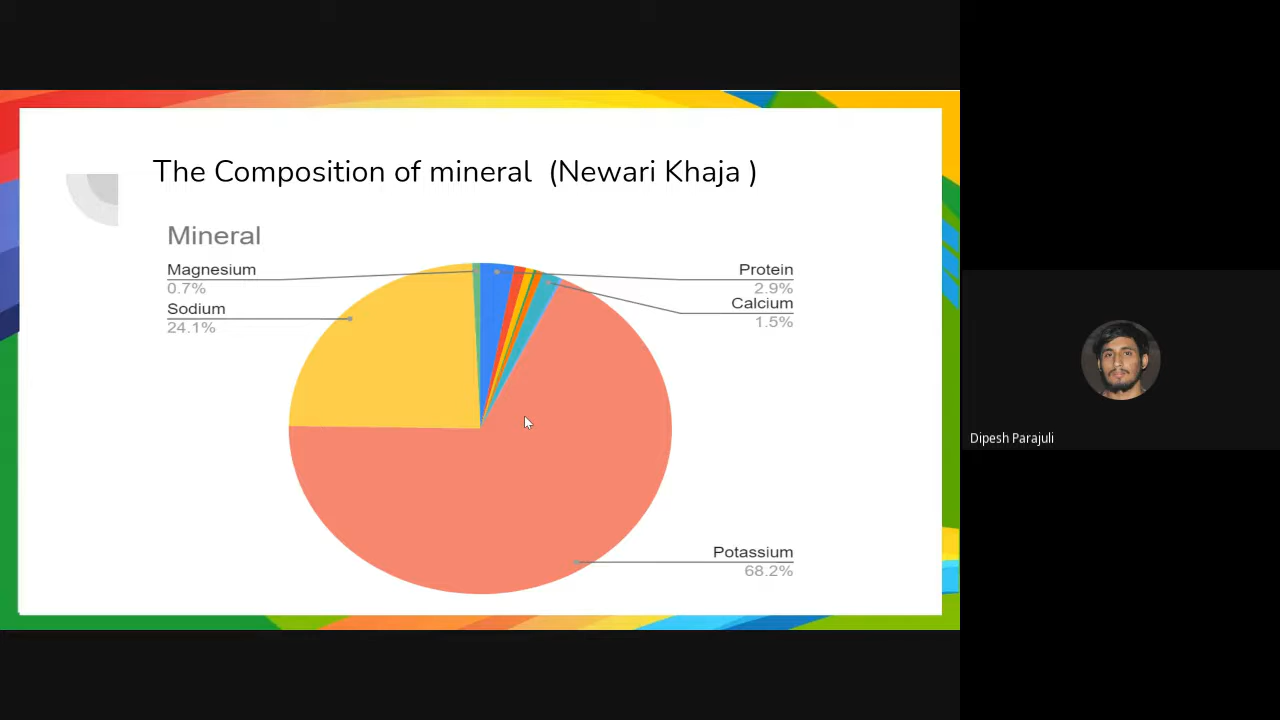 The Composition of mineral (Newari Khaja )
Mineral
Magnesium
0.7%
Sodium
24.1%
Protein
2.9%
Calcium
1.5%
Potassium
68.2%
Dipesh Parajuli